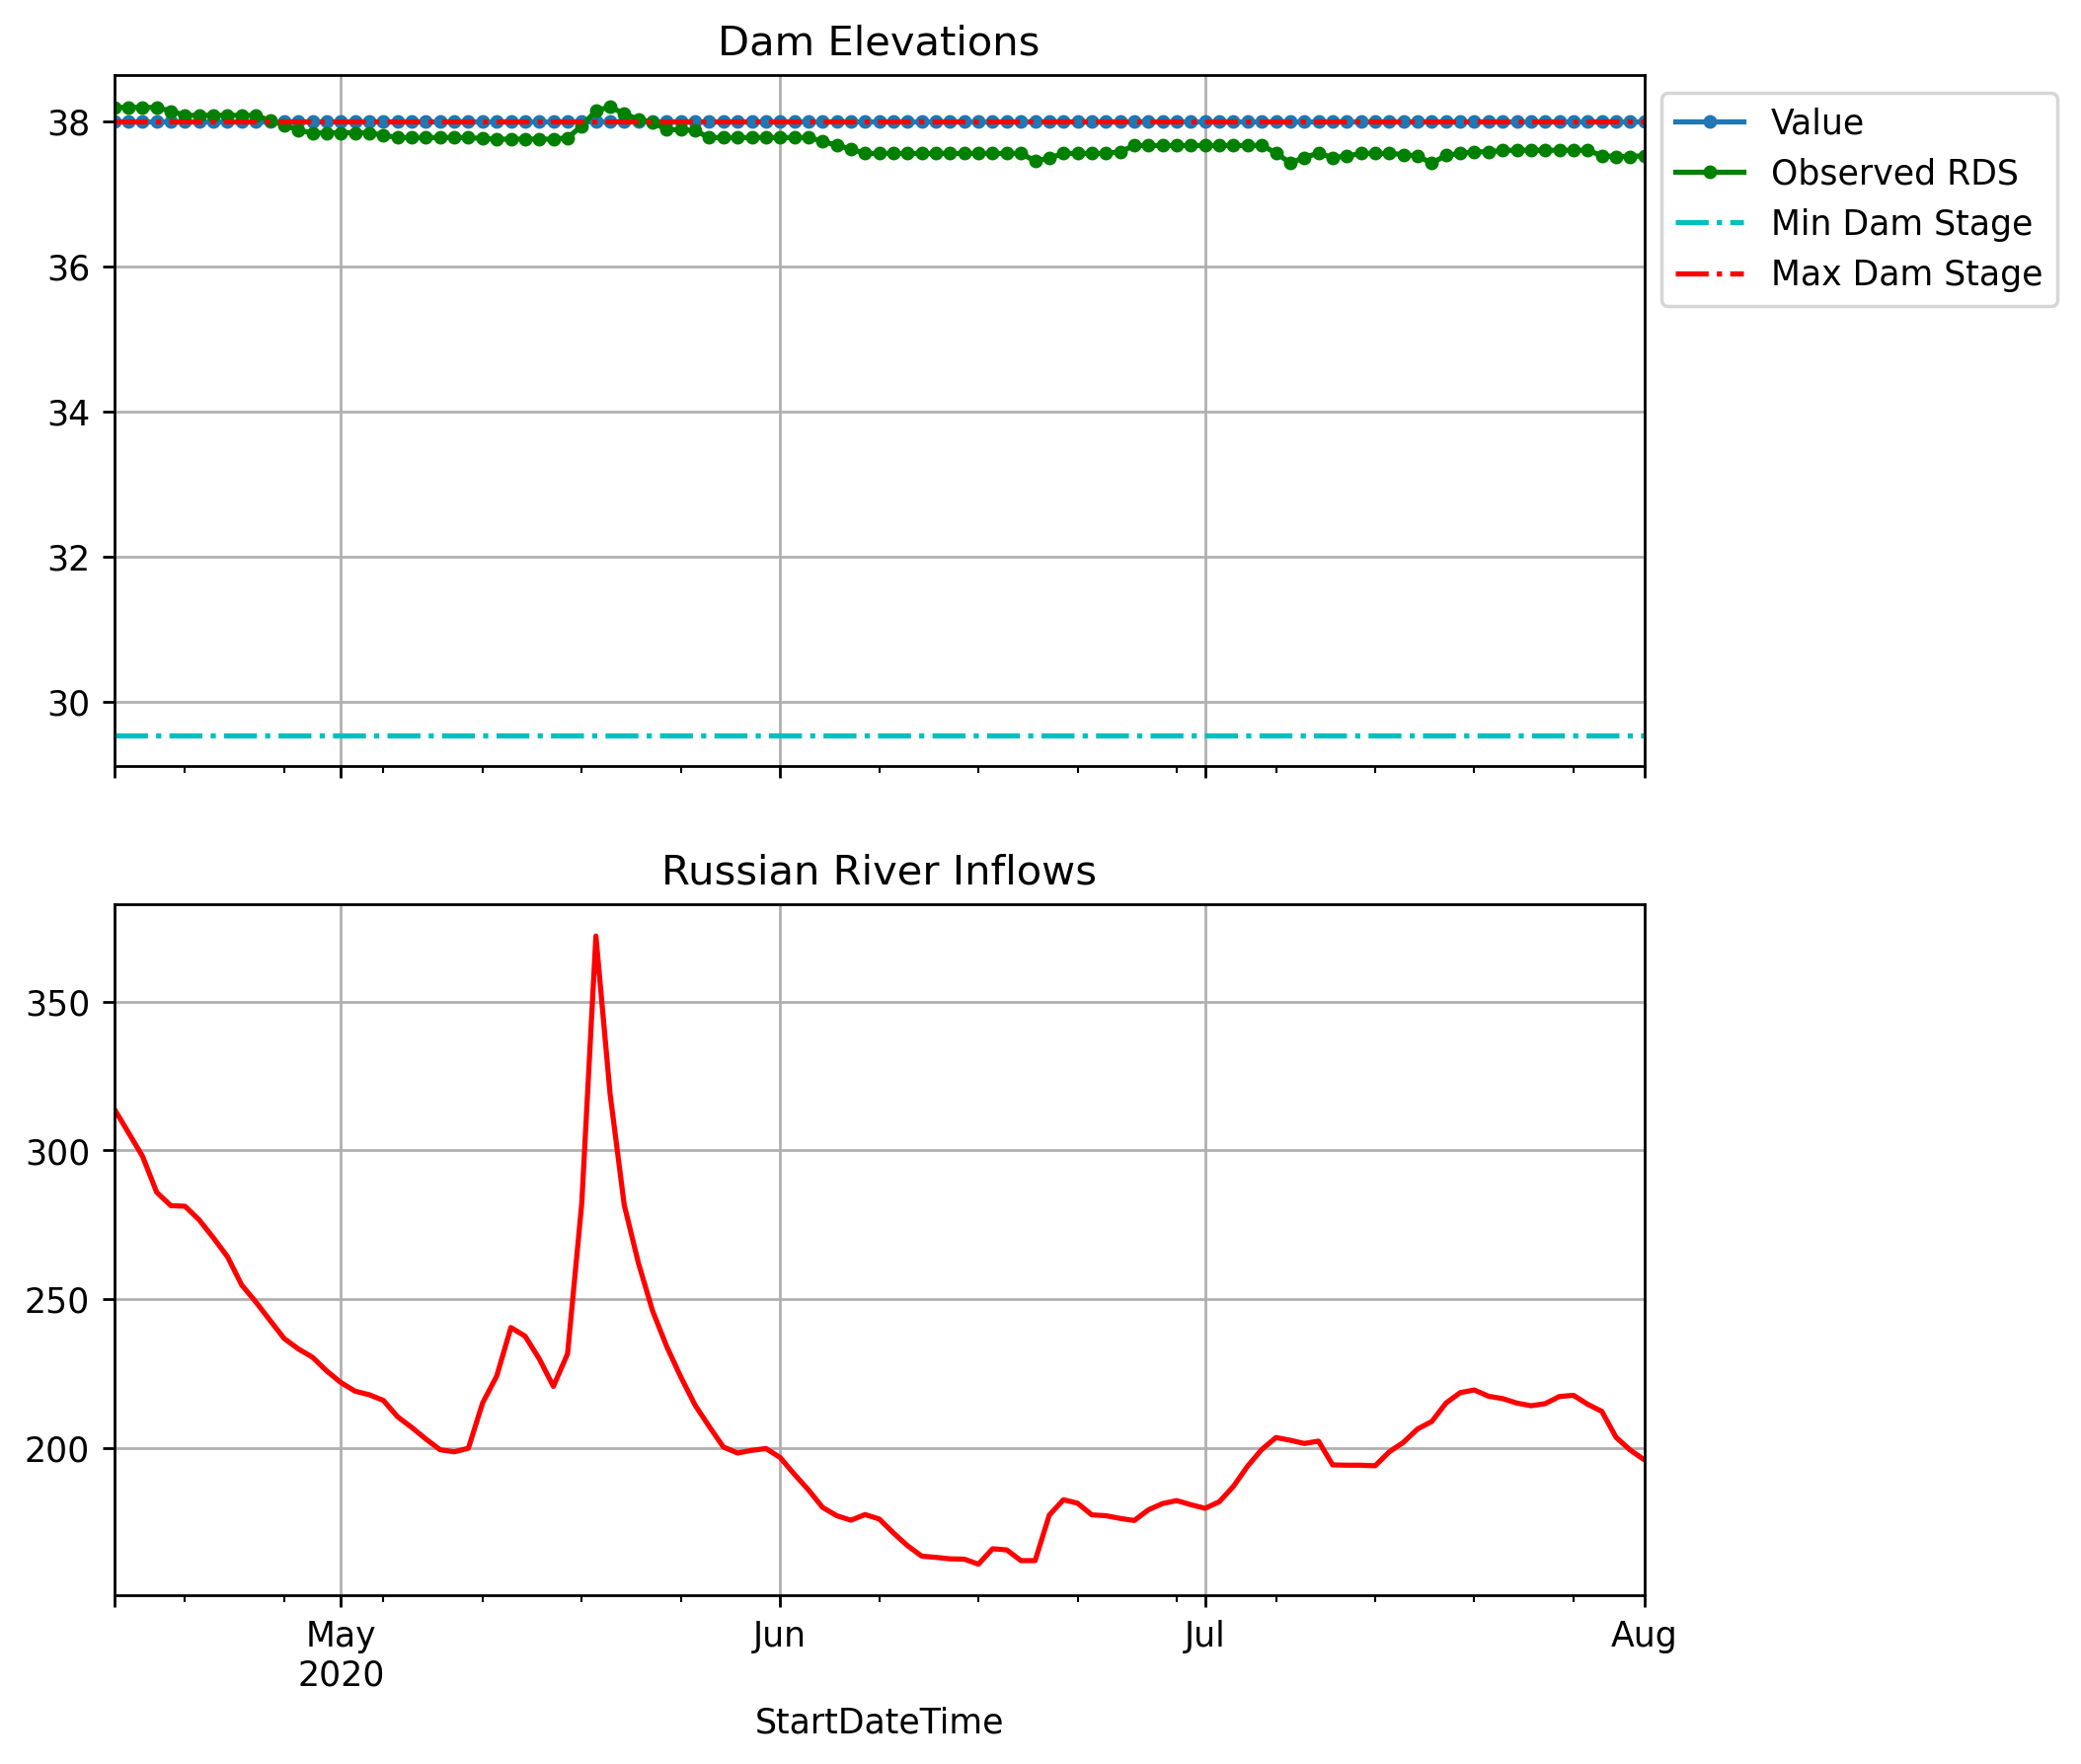 Dam Elevations
38
36
34
32
30
Value
Observed RDS
Min Dam Stage
Max Dam Stage
Russian River Inflows
350
300
250
200
May
2020
Jun
Jul
Aug
StartDateTime